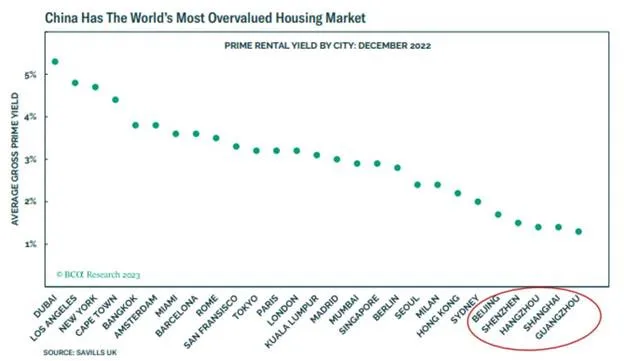 China Has The World's Most Overvalued Housing Market
PRIME RENTAL YIELD BY CITY: DECEMBER 2022
AVERAGE GROSS PRIME YIELD
5%
4%
3%
2%
1%
© BCα Research 2023
DUBAI
LOS ANGELES
NEW YORK
CAPE TOWN
BANGKOK
AMSTERDAM
MIAMI
BARCELONA
ROME
SAN FRANSISCO
TOKYO
PARIS
LONDON
KUALA LUMPUR
MADRID
MUMBAI
SINGAPORE
BERLIN
SEOUL
MILAN
HONG KONG
SYDNEY
BEIJING
SHENZHEN
HANGZHOU
SHANGHAI
GUANGZHOU
SOURCE: SAVILLS UK